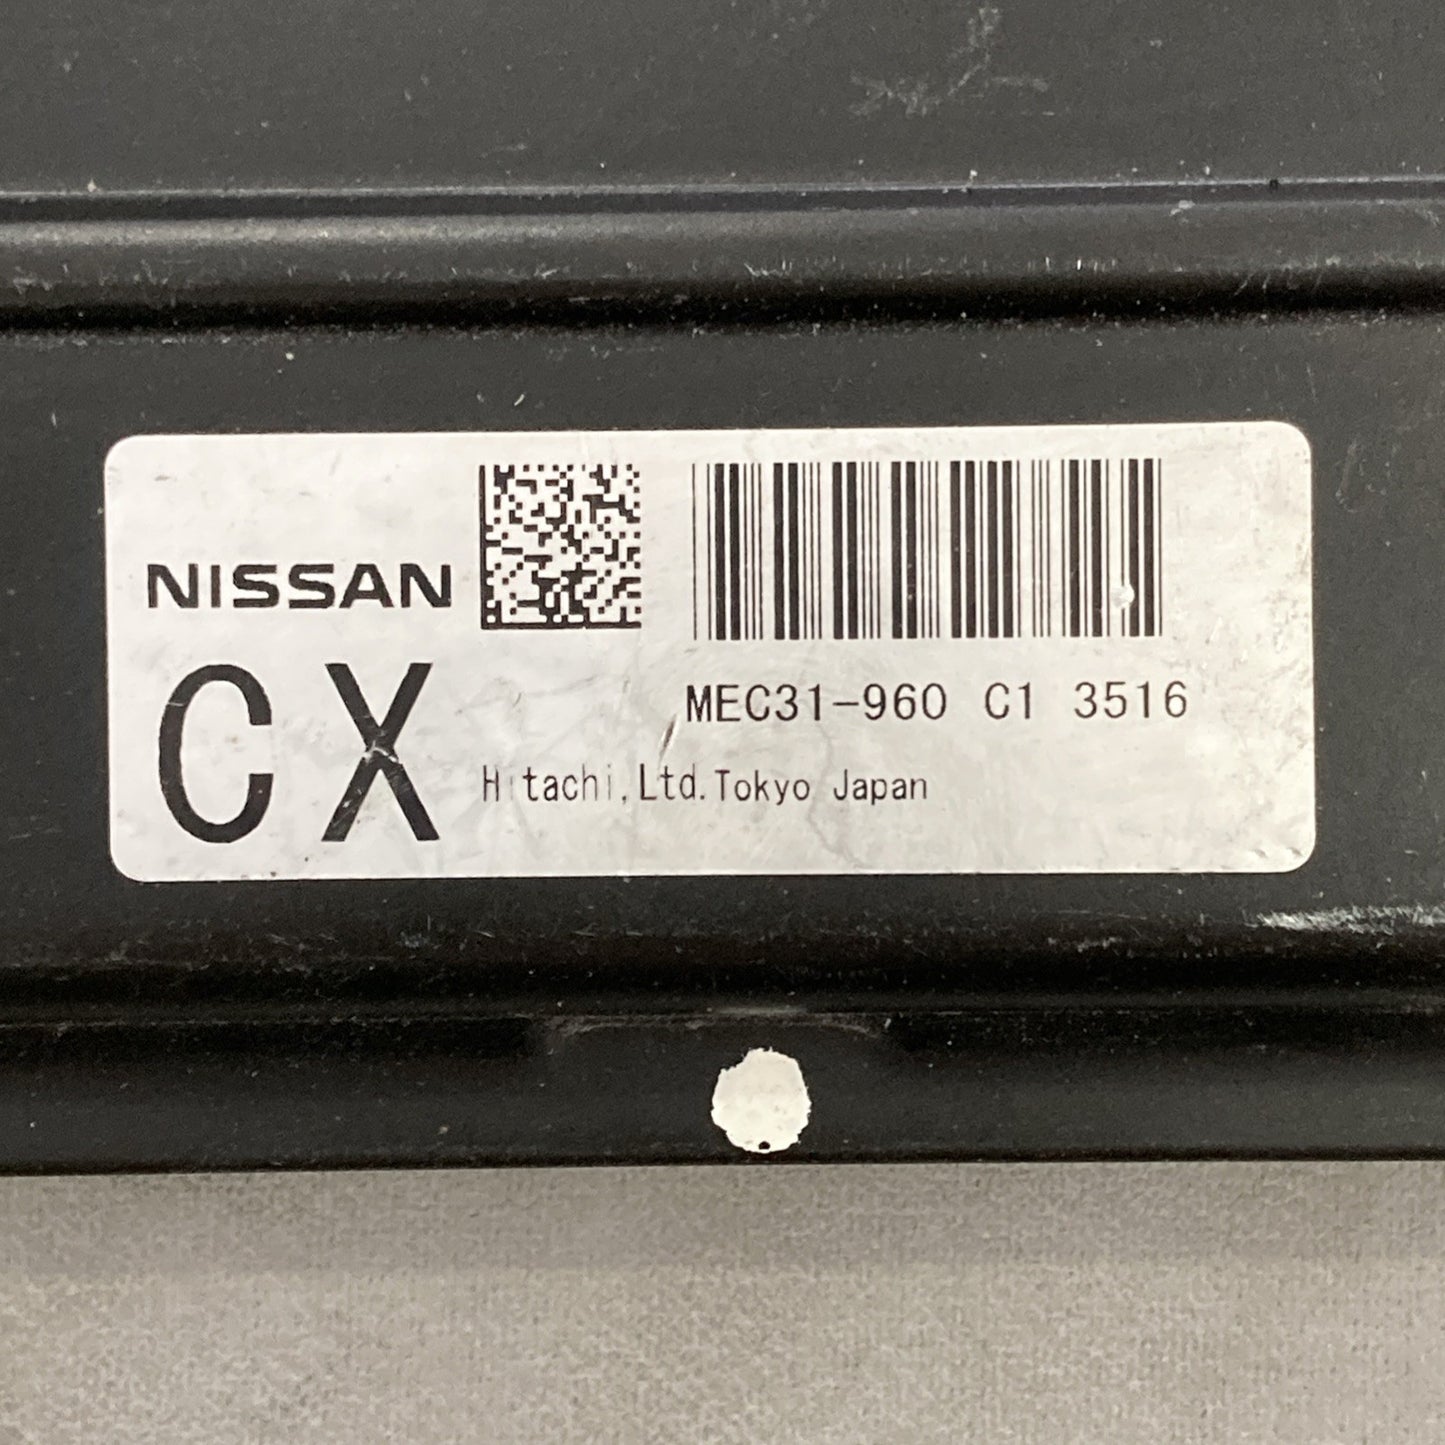 NISSAN
CX
MEC31-960 C1 3516
Hitachi,Ltd.Tokyo Japan